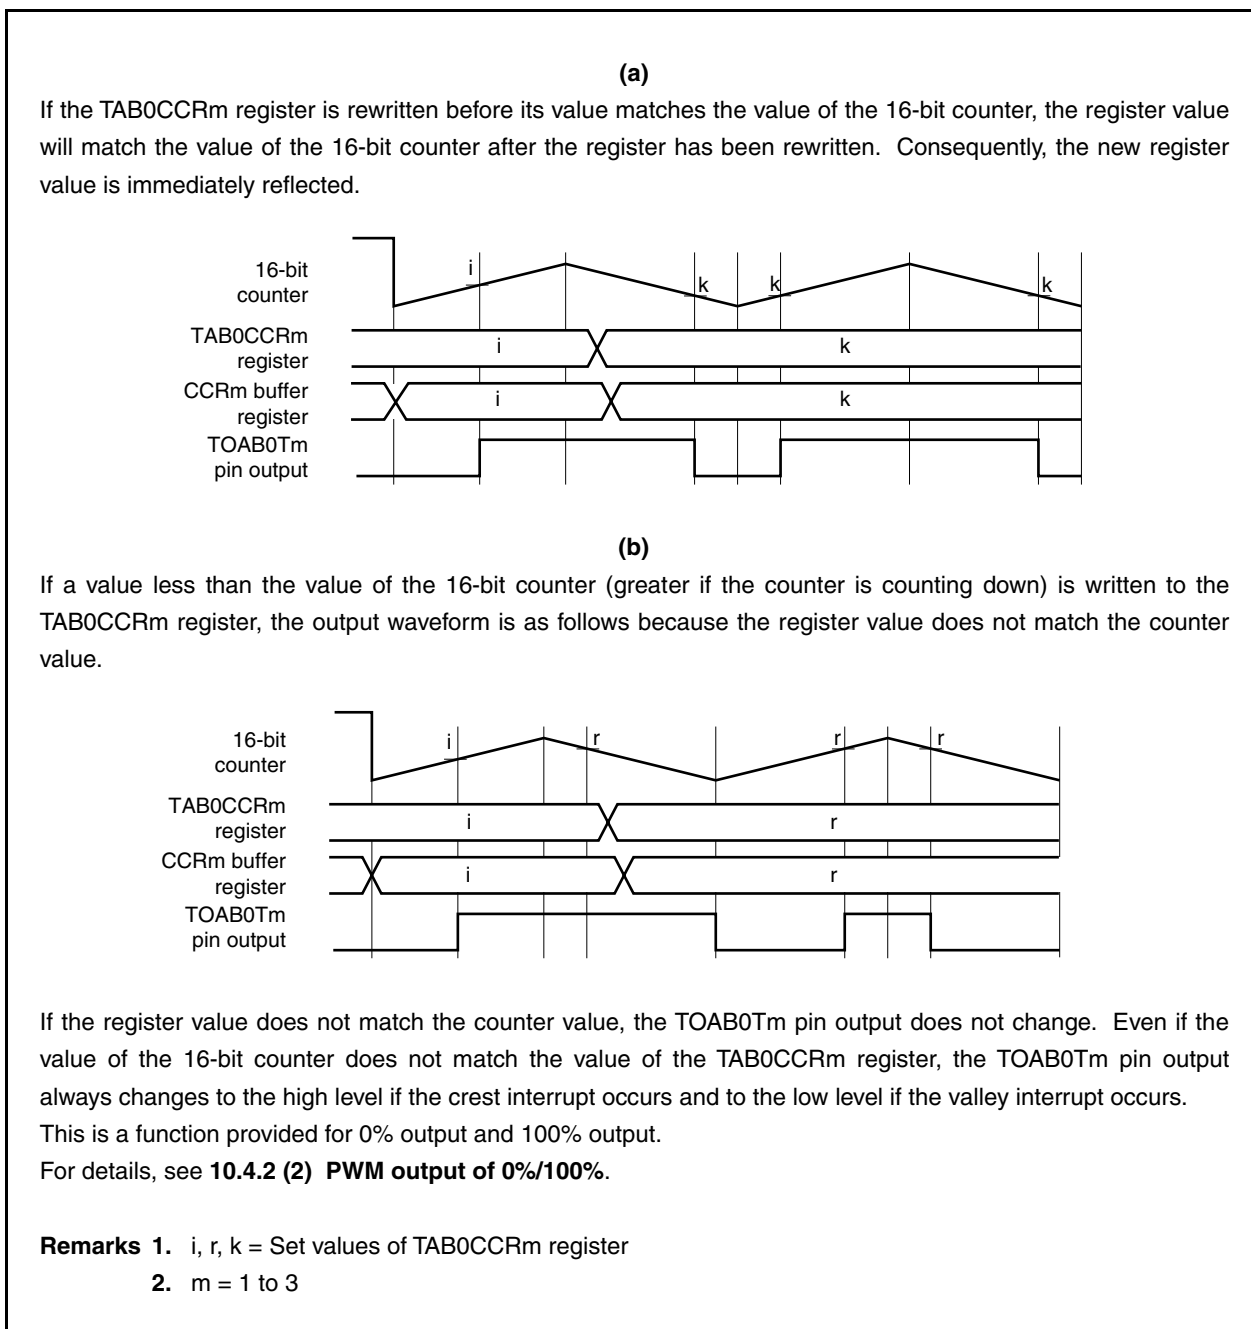 (a)
If the TAB0CCRm register is rewritten before its value matches the value of the 16-bit counter, the register value
will match the value of the 16-bit counter after the register has been rewritten. Consequently, the new register
value is immediately reflected.
16-bit
counter
i
k
k
k
TAB0CCRm
register
i
k
CCRm buffer
register
i
k
TOAB0Tm
pin output
(b)
If a value less than the value of the 16-bit counter (greater if the counter is counting down) is written to the
TAB0CCRm register, the output waveform is as follows because the register value does not match the counter
value.
16-bit
counter
i
r
r
r
TAB0CCRm
register
i
r
CCRm buffer
register
i
r
TOAB0Tm
pin output
If the register value does not match the counter value, the TOAB0Tm pin output does not change. Even if the
value of the 16-bit counter does not match the value of the TAB0CCRm register, the TOAB0Tm pin output
always changes to the high level if the crest interrupt occurs and to the low level if the valley interrupt occurs.
This is a function provided for 0% output and 100% output.
For details, see 10.4.2 (2) PWM output of 0%/100%.
Remarks 1. i, r, k = Set values of TAB0CCRm register
2. m = 1 to 3